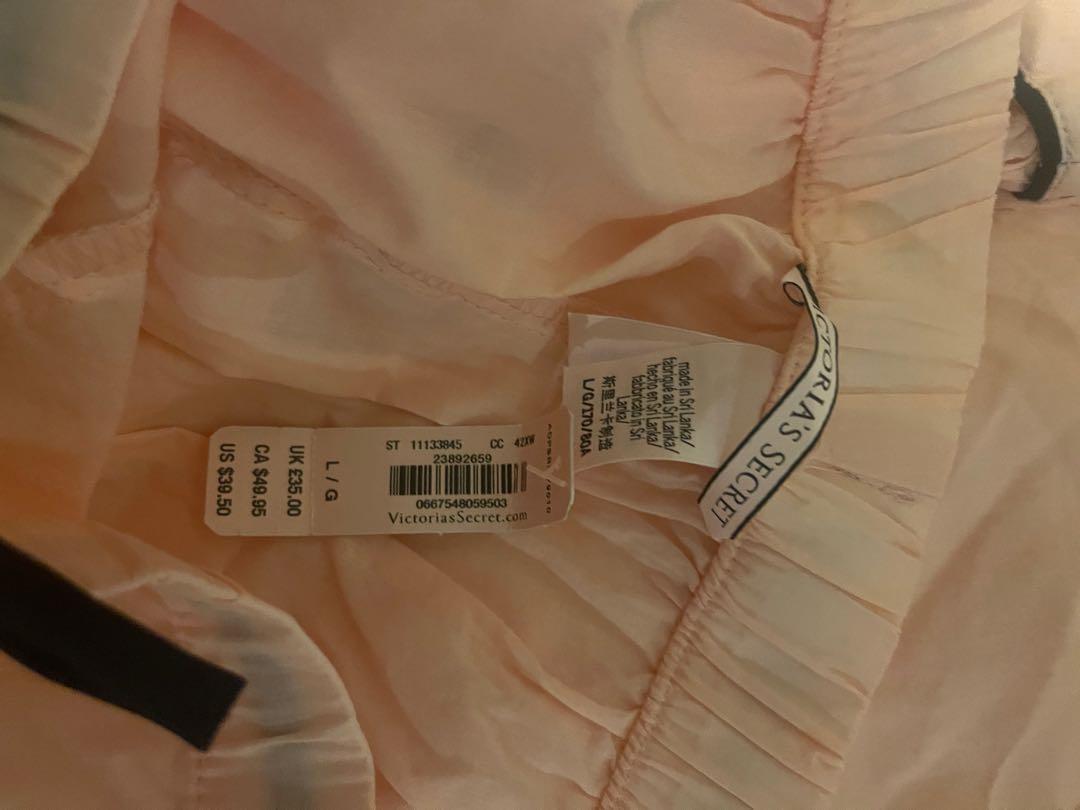 VICTORIA'S SECRET
made in Sri Lanka/
fabriqué au Sri Lanka/
hecho en Sri Lanka/
fabbricato in Sri
Lanka/
斯里兰卡制造
L/G/170/80A
ST 11133845 CC 42XW
23892659
0667548059503
VictoriasSecret.com
L / G
UK £35.00
CA $49.95
US $39.50